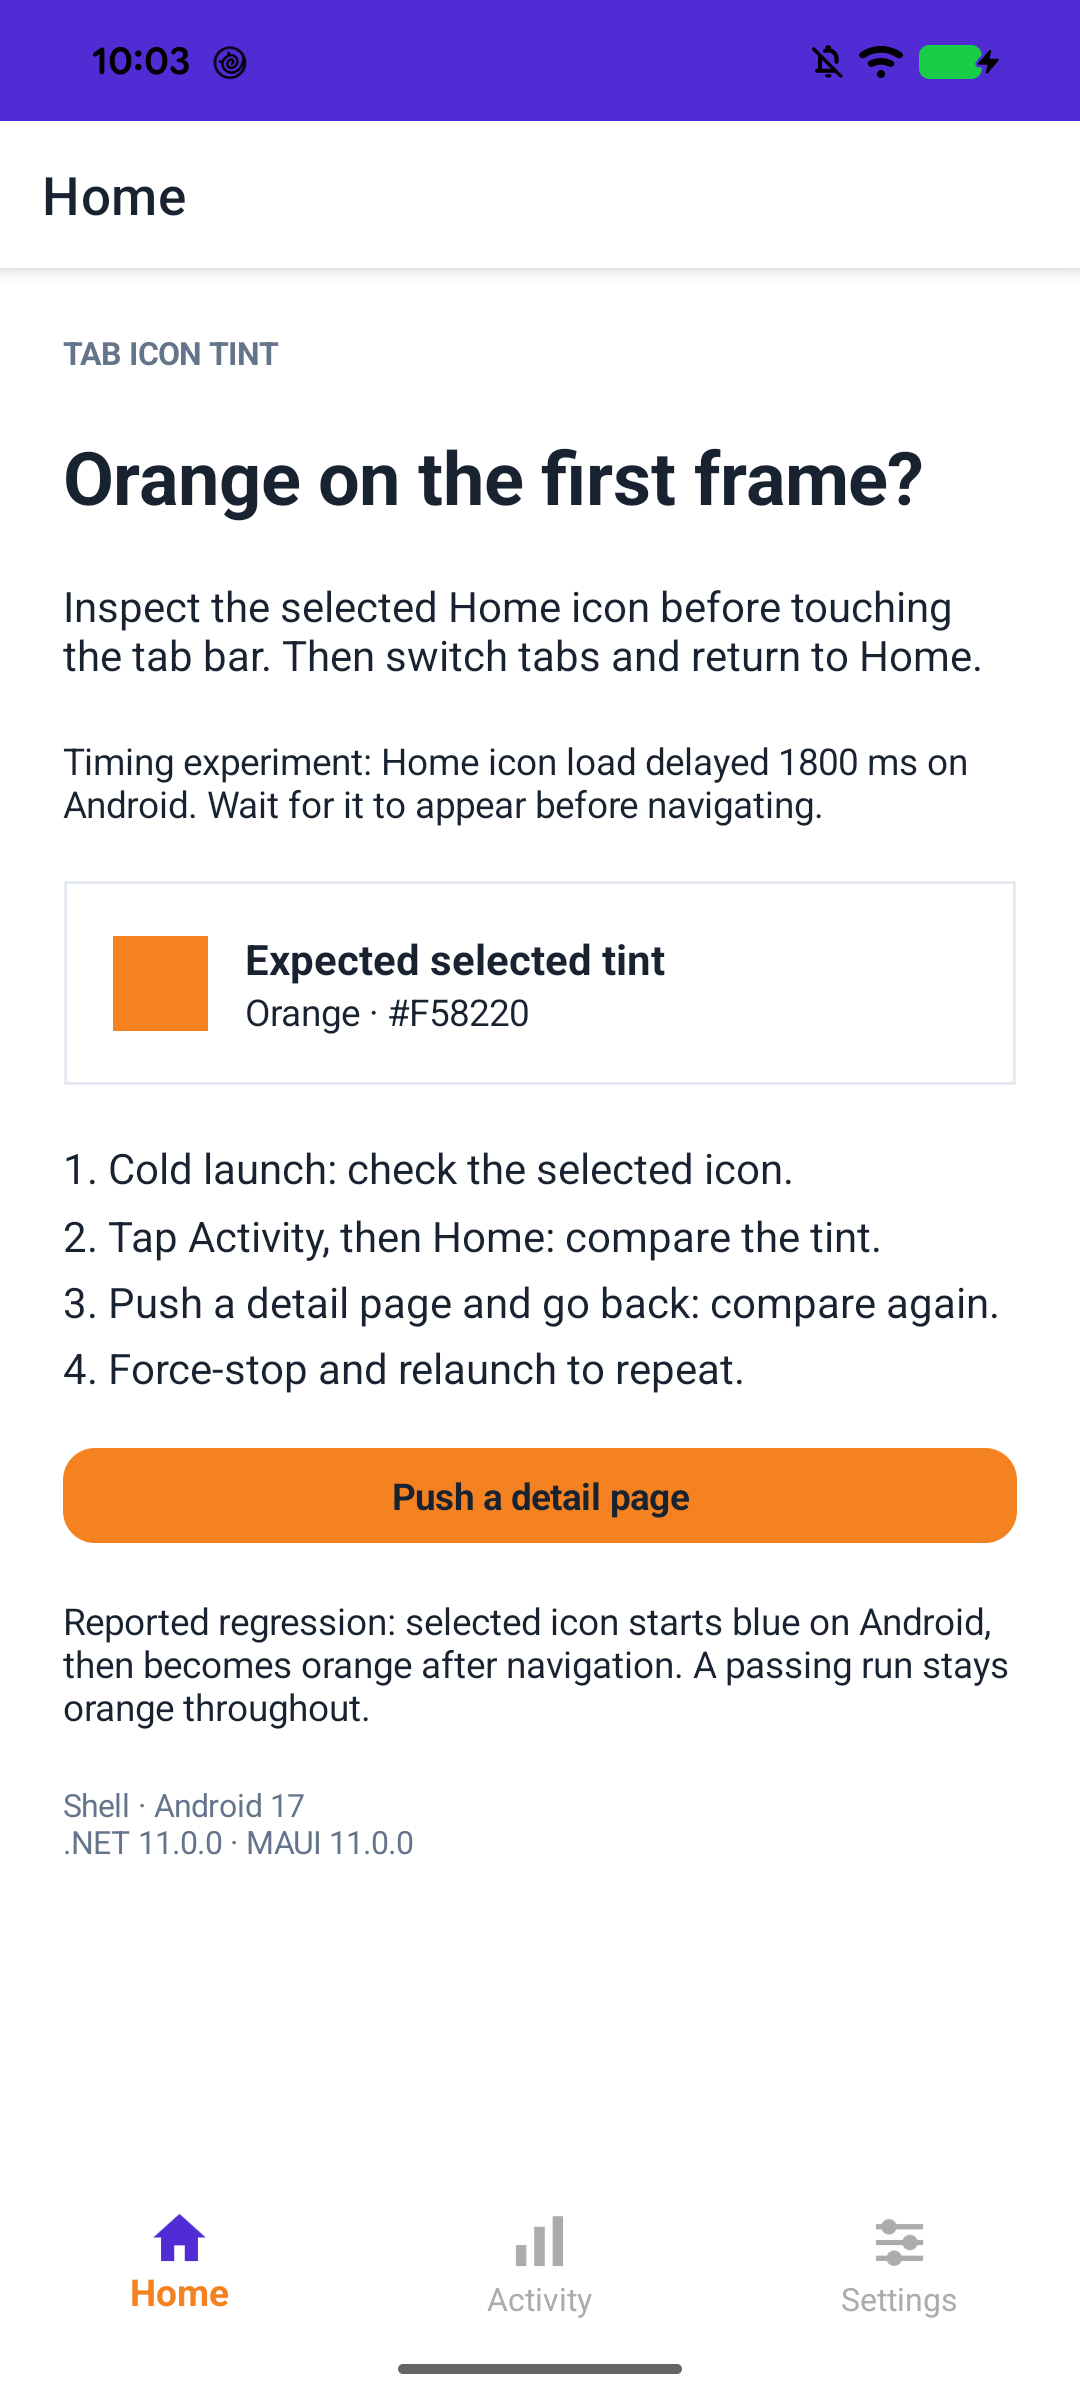 10:03
Home
TAB ICON TINT
Orange on the first frame?
Inspect the selected Home icon before touching
the tab bar. Then switch tabs and return to Home.
Timing experiment: Home icon load delayed 1800 ms on
Android. Wait for it to appear before navigating.
Expected selected tint
Orange · #F58220
1. Cold launch: check the selected icon.
2. Tap Activity, then Home: compare the tint.
3. Push a detail page and go back: compare again.
4. Force-stop and relaunch to repeat.
Push a detail page
Reported regression: selected icon starts blue on Android,
then becomes orange after navigation. A passing run stays
orange throughout.
Shell · Android 17
.NET 11.0.0 · MAUI 11.0.0
Home
Activity
Settings